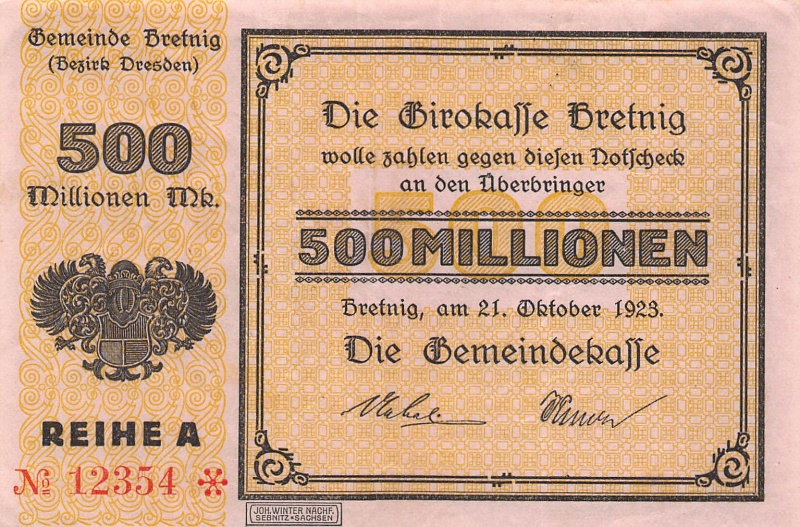 Gemeinde Bretnig
(Bezirk Dresden)
500
Millionen Mk.
REIHE A
№ 12354
Die Girokasse Bretnig
wolle zahlen gegen diesen Notscheck
an den Überbringer
500
500 MILLIONEN
Bretnig, am 21. Oktober 1923.
Die Gemeindekasse
JOH. WINTER NACHF.
SEBNITZ * SACHSEN